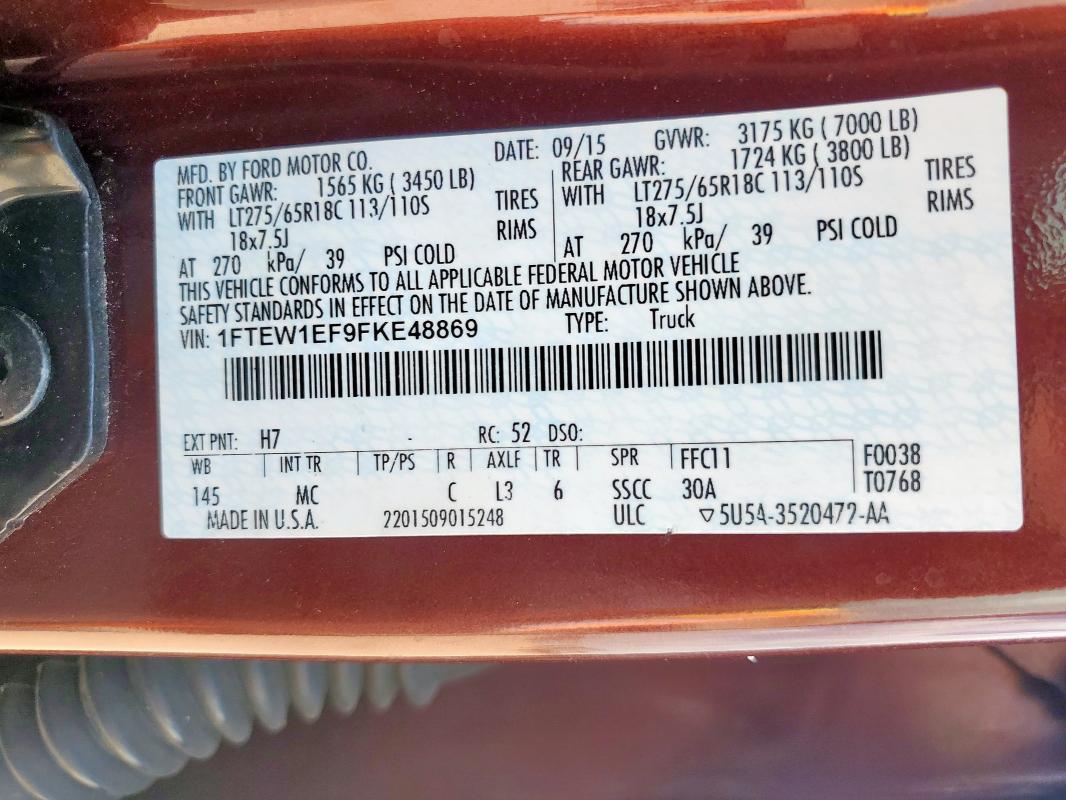 MFD. BY FORD MOTOR CO. DATE: 09/15 GVWR: 3175 KG ( 7000 LB)
FRONT GAWR: 1565 KG ( 3450 LB) REAR GAWR: 1724 KG ( 3800 LB)
WITH LT275/65R18C 113/110S TIRES WITH LT275/65R18C 113/110S TIRES
18x7.5J RIMS 18x7.5J RIMS
AT 270 kPa/ 39 PSI COLD AT 270 kPa/ 39 PSI COLD
THIS VEHICLE CONFORMS TO ALL APPLICABLE FEDERAL MOTOR VEHICLE
SAFETY STANDARDS IN EFFECT ON THE DATE OF MANUFACTURE SHOWN ABOVE.
VIN: 1FTEW1EF9FKE48869 TYPE: Truck
EXT PNT: H7 - RC: 52 DSO:
WB INT TR TP/PS R AXLF TR SPR FFC11 F0038
145 MC C L3 6 SSCC 30A T0768
MADE IN U.S.A. 2201509015248 ULC ▽5U5A-3520472-AA